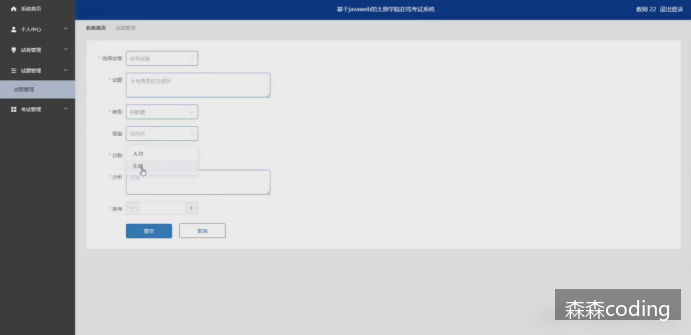 基于javaweb的太原学院在线考试系统
教师 22 退出登录
系统首页
个人中心
试卷管理
试题管理
试题管理
考试管理
系统首页 试题管理
* 选择试卷 化学试卷
* 试题
* 类型 判断题
答案 请选择
A.对
B.错
* 分数
* 分析
* 排序
提交 取消
森森coding